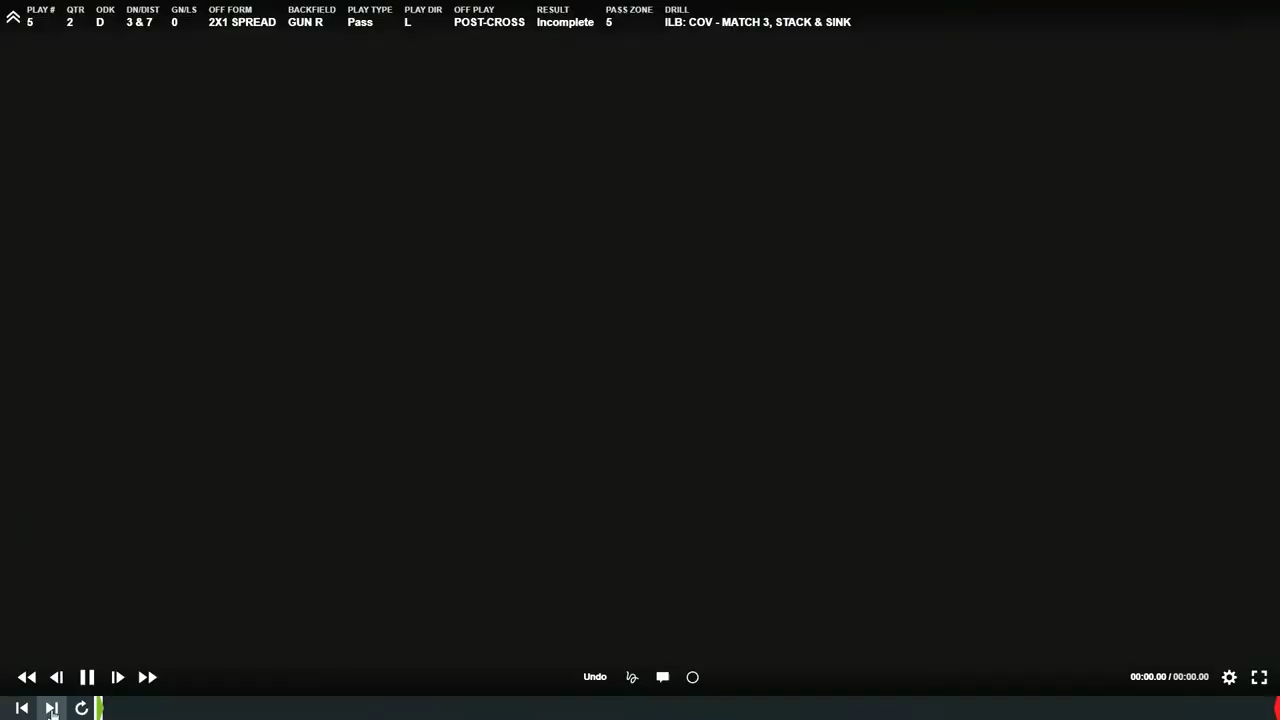 PLAY # QTR ODK DN/DIST GN/LS OFF FORM BACKFIELD PLAY TYPE PLAY DIR OFF PLAY RESULT PASS ZONE DRILL
5 2 D 3 & 7 0 2X1 SPREAD GUN R Pass L POST-CROSS Incomplete 5 ILB: COV - MATCH 3, STACK & SINK
Undo 00:00.00 / 00:00.00